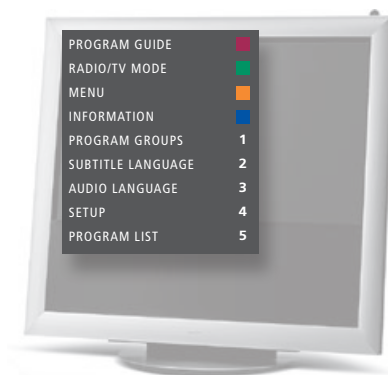 PROGRAM GUIDE
RADIO/TV MODE
MENU
INFORMATION
PROGRAM GROUPS 1
SUBTITLE LANGUAGE 2
AUDIO LANGUAGE 3
SETUP 4
PROGRAM LIST 5